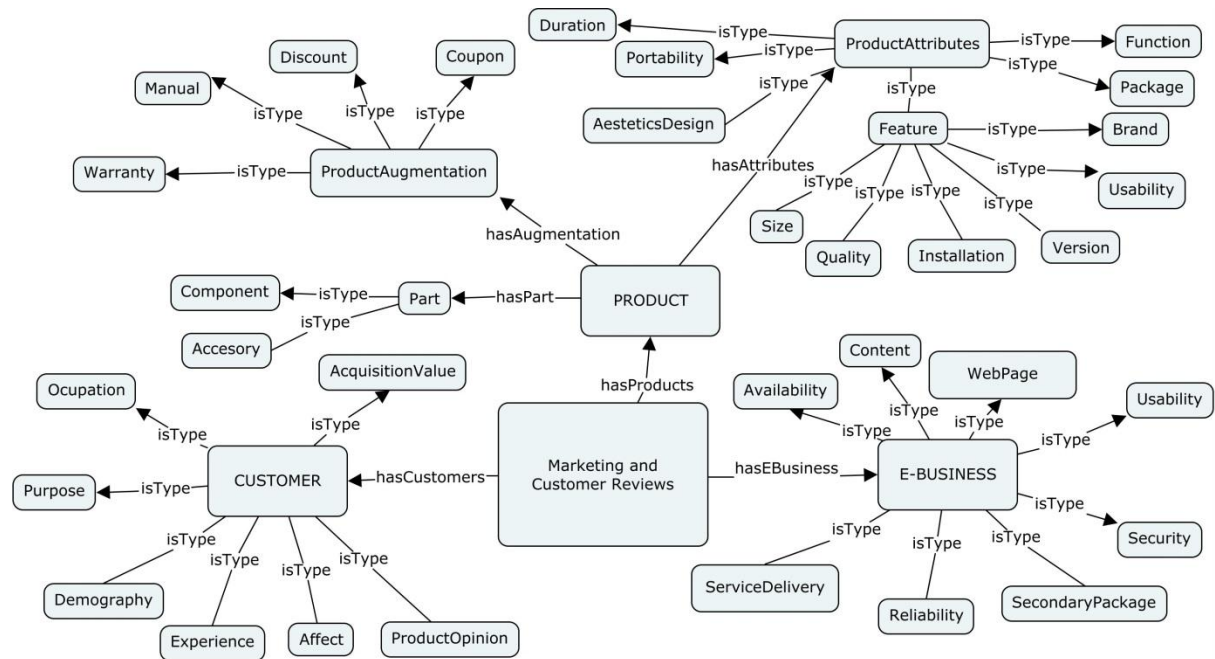 Duration
isType
ProductAttributes
isType
Function
Discount
Coupon
Portability
isType
isType
Package
Manual
isType
isType
isType
isType
isType
AesteticsDesign
Feature
isType
Brand
Warranty
isType
ProductAugmentation
hasAttributes
isType
isType
isType
isType
isType
Usability
Size
Quality
Installation
Version
hasAugmentation
Component
isType
Part
hasPart
PRODUCT
isType
Accesory
hasProducts
Content
WebPage
Availability
isType
Usability
isType
isType
isType
AcquisitionValue
Ocupation
isType
isType
CUSTOMER
hasCustomers
Marketing and
Customer Reviews
hasEBusiness
E-BUSINESS
Purpose
isType
isType
Security
isType
isType
isType
isType
isType
isType
isType
Demography
Experience
Affect
ProductOpinion
ServiceDelivery
Reliability
SecondaryPackage